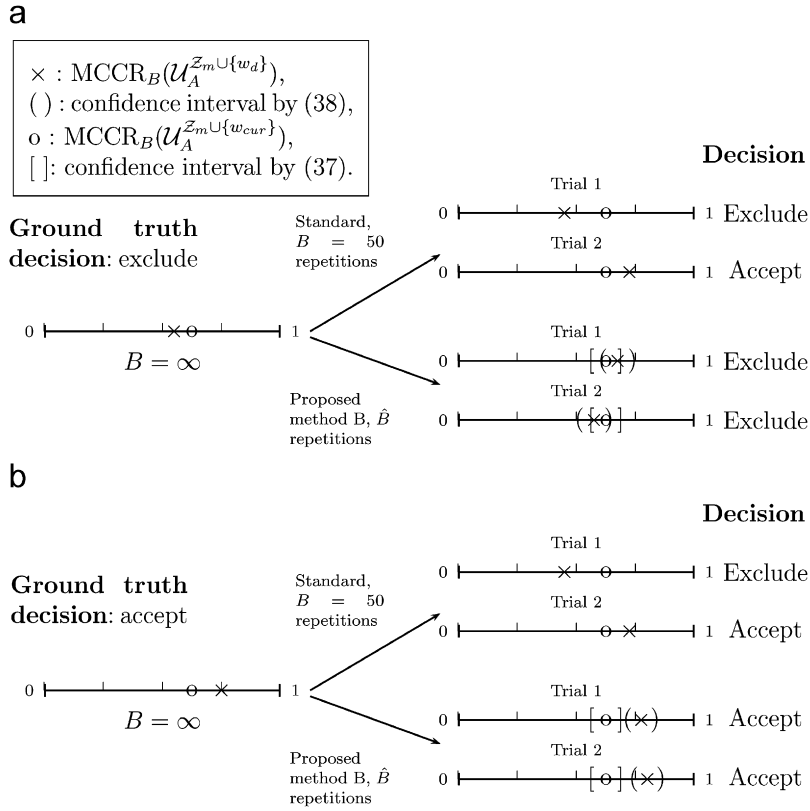 a
× : MCCR_B(𝒰_A^{𝒵_m∪{w_d}}),
( ) : confidence interval by (38),
o : MCCR_B(𝒰_A^{𝒵_m∪{w_cur}}),
[ ]: confidence interval by (37).
Decision
Trial 1
0 × o 1 Exclude
Ground truth
decision: exclude
Standard,
B = 50
repetitions
Trial 2
0 o × 1 Accept
0 × o 1
B = ∞
Trial 1
0 [ ( o × ] ) 1 Exclude
Proposed
method B, B̂
repetitions
Trial 2
0 ( [ × o ) ] 1 Exclude
b
Decision
Trial 1
0 × o 1 Exclude
Ground truth
decision: accept
Standard,
B = 50
repetitions
Trial 2
0 o × 1 Accept
0 o × 1
B = ∞
Trial 1
0 [ o ] ( × ) 1 Accept
Proposed
method B, B̂
repetitions
Trial 2
0 [ o ] ( × ) 1 Accept